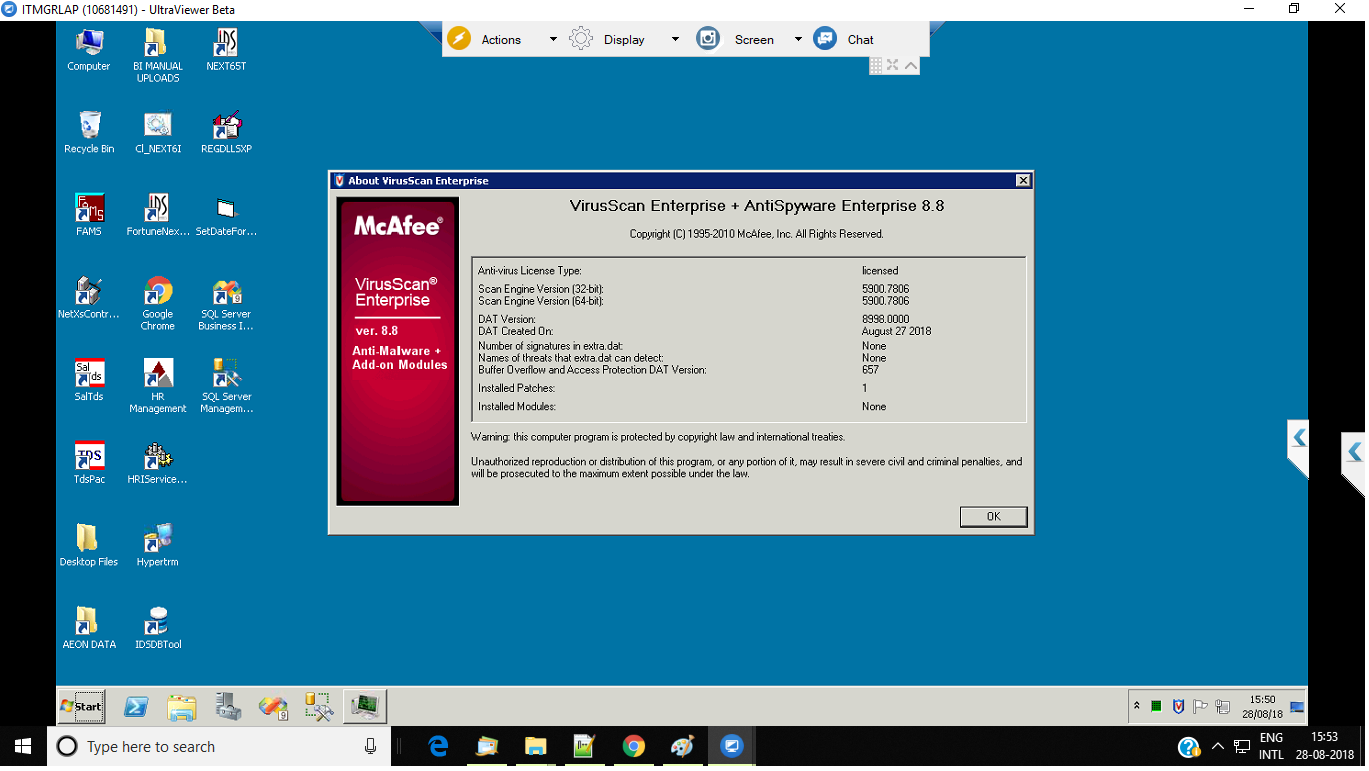 ITMGRLAP (10681491) - UltraViewer Beta
Actions Display Screen Chat
Computer
BI MANUAL UPLOADS
NEXT65T
Recycle Bin
Cl_NEXT6I
REGDLLSXP
FAMS
FortuneNex...
SetDateFor...
NetXsContr...
Google Chrome
SQL Server Business I...
SalTds
HR Management
SQL Server Managem...
TdsPac
HRIService...
Desktop Files
Hypertrm
AEON DATA
IDSDBTool
About VirusScan Enterprise
McAfee®
VirusScan®
Enterprise
ver. 8.8
Anti-Malware +
Add-on Modules
VirusScan Enterprise + AntiSpyware Enterprise 8.8
Copyright (C) 1995-2010 McAfee, Inc. All Rights Reserved.
Anti-virus License Type: licensed
Scan Engine Version (32-bit): 5900.7806
Scan Engine Version (64-bit): 5900.7806
DAT Version: 8998.0000
DAT Created On: August 27 2018
Number of signatures in extra.dat: None
Names of threats that extra.dat can detect: None
Buffer Overflow and Access Protection DAT Version: 657
Installed Patches: 1
Installed Modules: None
Warning: this computer program is protected by copyright law and international treaties.
Unauthorized reproduction or distribution of this program, or any portion of it, may result in severe civil and criminal penalties, and
will be prosecuted to the maximum extent possible under the law.
OK
Start
15:50
28/08/18
Type here to search
ENG
INTL
15:53
28-08-2018